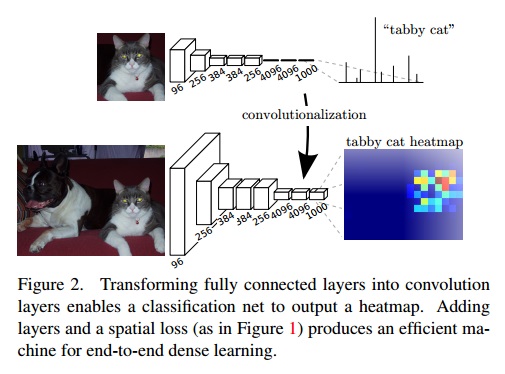 "tabby cat"
96 256 384 384 256 4096 4096 1000
convolutionalization
tabby cat heatmap
96 256 384 384 256 4096 4096 1000
Figure 2. Transforming fully connected layers into convolution
layers enables a classification net to output a heatmap. Adding
layers and a spatial loss (as in Figure 1) produces an efficient ma-
chine for end-to-end dense learning.